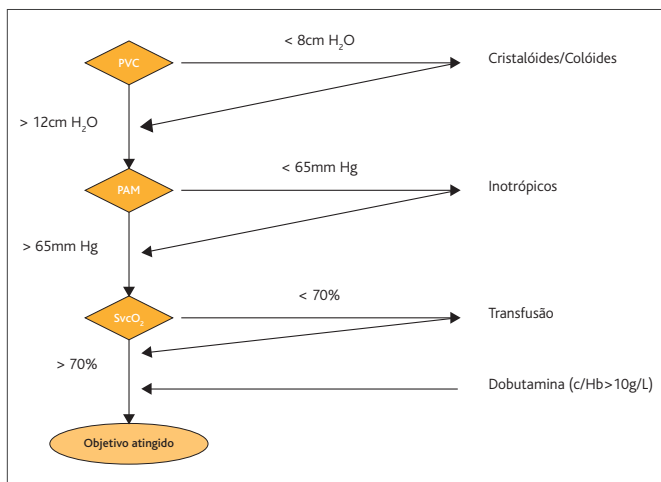 < 8cm H₂O
PVC
Cristalóides/Colóides
> 12cm H₂O
< 65mm Hg
PAM
Inotrópicos
> 65mm Hg
< 70%
SvcO₂
Transfusão
> 70%
Dobutamina (c/Hb>10g/L)
Objetivo atingido